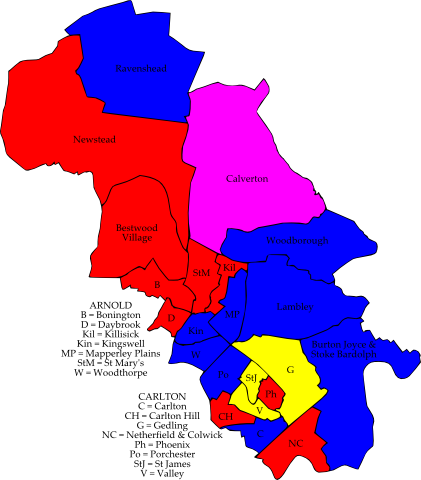 Ravenshead
Newstead
Calverton
Bestwood
Village
Woodborough
StM
Kil
B
Lambley
D
MP
Kin
Burton Joyce &
Stoke Bardolph
W
ARNOLD
B = Bonington
D = Daybrook
Kil = Killisick
Kin = Kingswell
MP = Mapperley Plains
StM = St Mary's
W = Woodthorpe
Po
StJ
G
Ph
V
CH
C
NC
CARLTON
C = Carlton
CH = Carlton Hill
G = Gedling
NC = Netherfield & Colwick
Ph = Phoenix
Po = Porchester
StJ = St James
V = Valley